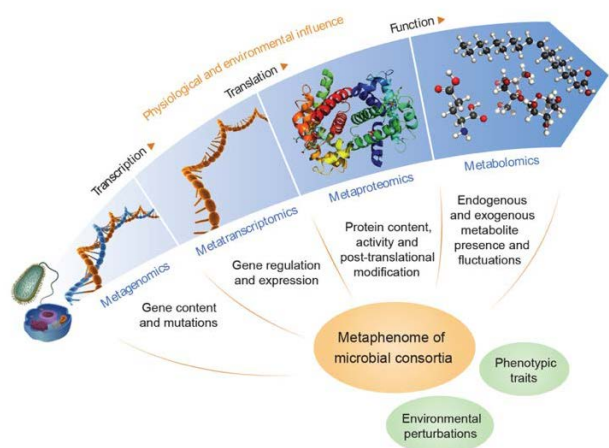 Physiological and environmental influence
Transcription
Translation
Function
Metagenomics
Metatranscriptomics
Metaproteomics
Metabolomics
Gene content
and mutations
Gene regulation
and expression
Protein content,
activity and
post-translational
modification
Endogenous
and exogenous
metabolite
presence and
fluctuations
Metaphenome of
microbial consortia
Phenotypic
traits
Environmental
perturbations